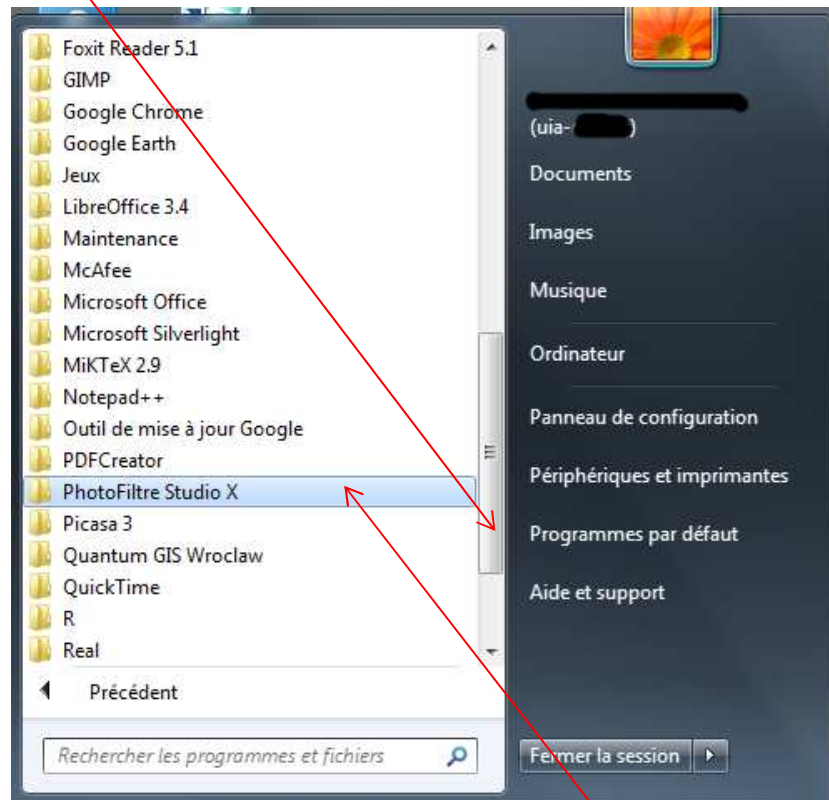 Foxit Reader 5.1
GIMP
Google Chrome
Google Earth
Jeux
LibreOffice 3.4
Maintenance
McAfee
Microsoft Office
Microsoft Silverlight
MiKTeX 2.9
Notepad++
Outil de mise à jour Google
PDFCreator
PhotoFiltre Studio X
Picasa 3
Quantum GIS Wroclaw
QuickTime
R
Real
Précédent
Rechercher les programmes et fichiers
(uia- )
Documents
Images
Musique
Ordinateur
Panneau de configuration
Périphériques et imprimantes
Programmes par défaut
Aide et support
Fermer la session